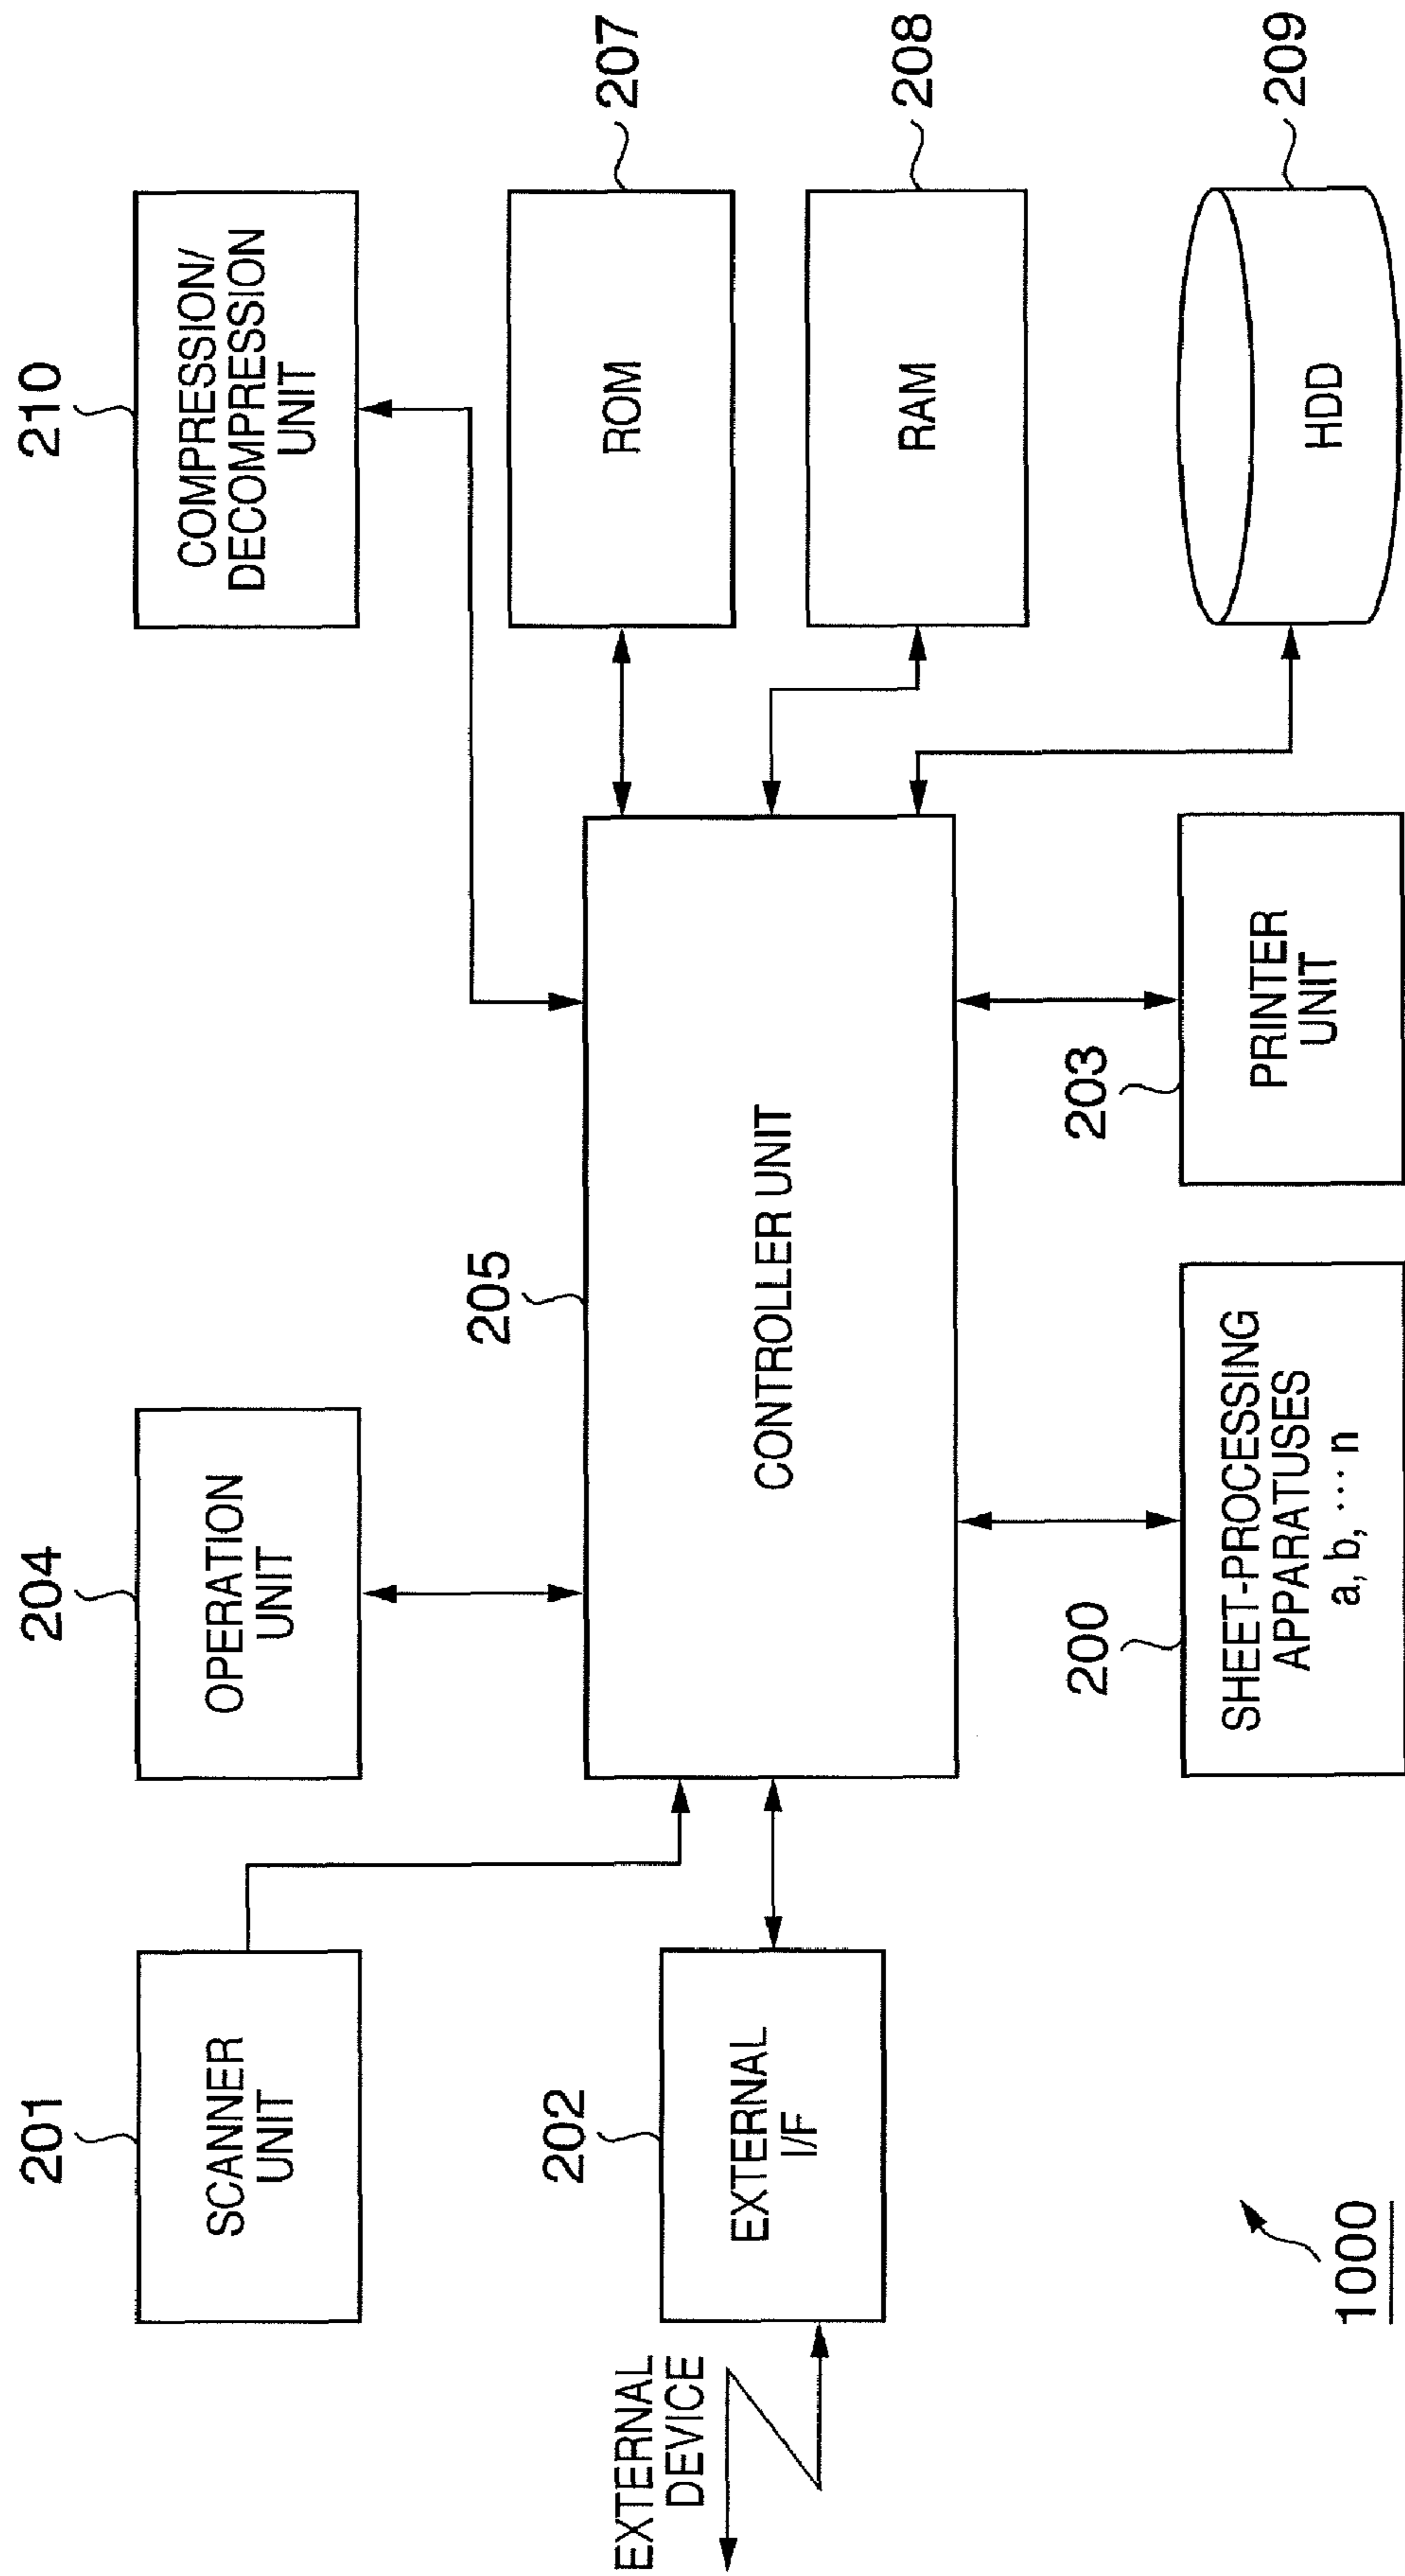 201
SCANNER
UNIT
204
OPERATION
UNIT
210
COMPRESSION/
DECOMPRESSION
UNIT
EXTERNAL
DEVICE
202
EXTERNAL
I/F
205
CONTROLLER UNIT
ROM
207
RAM
208
200
SHEET-PROCESSING
APPARATUSES
a, b, ··· n
203
PRINTER
UNIT
HDD
209
1000